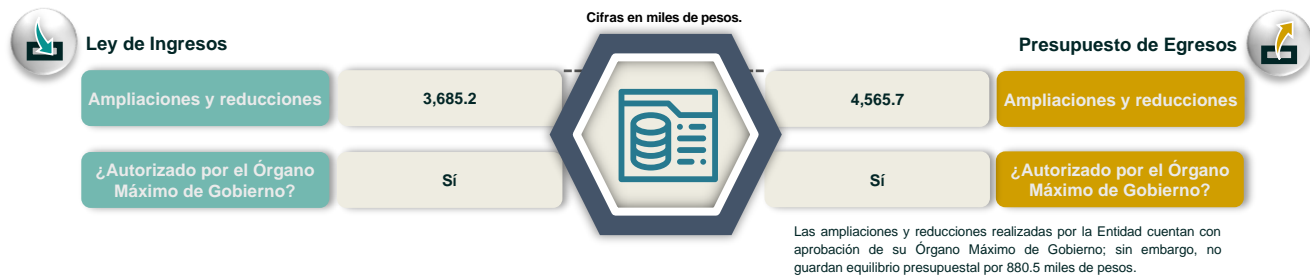 Cifras en miles de pesos.
Ley de Ingresos
Presupuesto de Egresos
Ampliaciones y reducciones
3,685.2
4,565.7
Ampliaciones y reducciones
¿Autorizado por el Órgano
Máximo de Gobierno?
Sí
Sí
¿Autorizado por el Órgano
Máximo de Gobierno?
Las ampliaciones y reducciones realizadas por la Entidad cuentan con
aprobación de su Órgano Máximo de Gobierno; sin embargo, no
guardan equilibrio presupuestal por 880.5 miles de pesos.